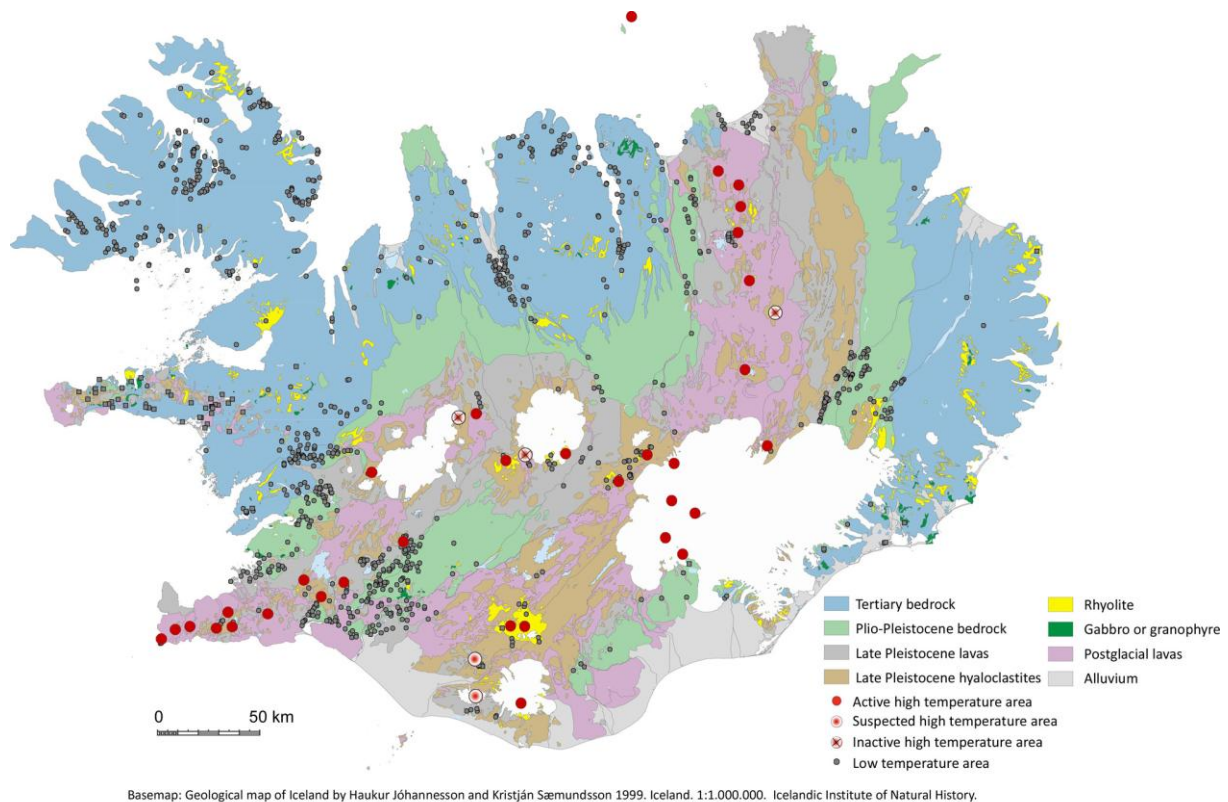 Tertiary bedrock
Plio-Pleistocene bedrock
Late Pleistocene lavas
Late Pleistocene hyaloclastites
Rhyolite
Gabbro or granophyre
Postglacial lavas
Alluvium
Active high temperature area
Suspected high temperature area
Inactive high temperature area
Low temperature area
0 50 km
Basemap: Geological map of Iceland by Haukur Jóhannesson and Kristján Sæmundsson 1999. Iceland. 1:1.000.000. Icelandic Institute of Natural History.